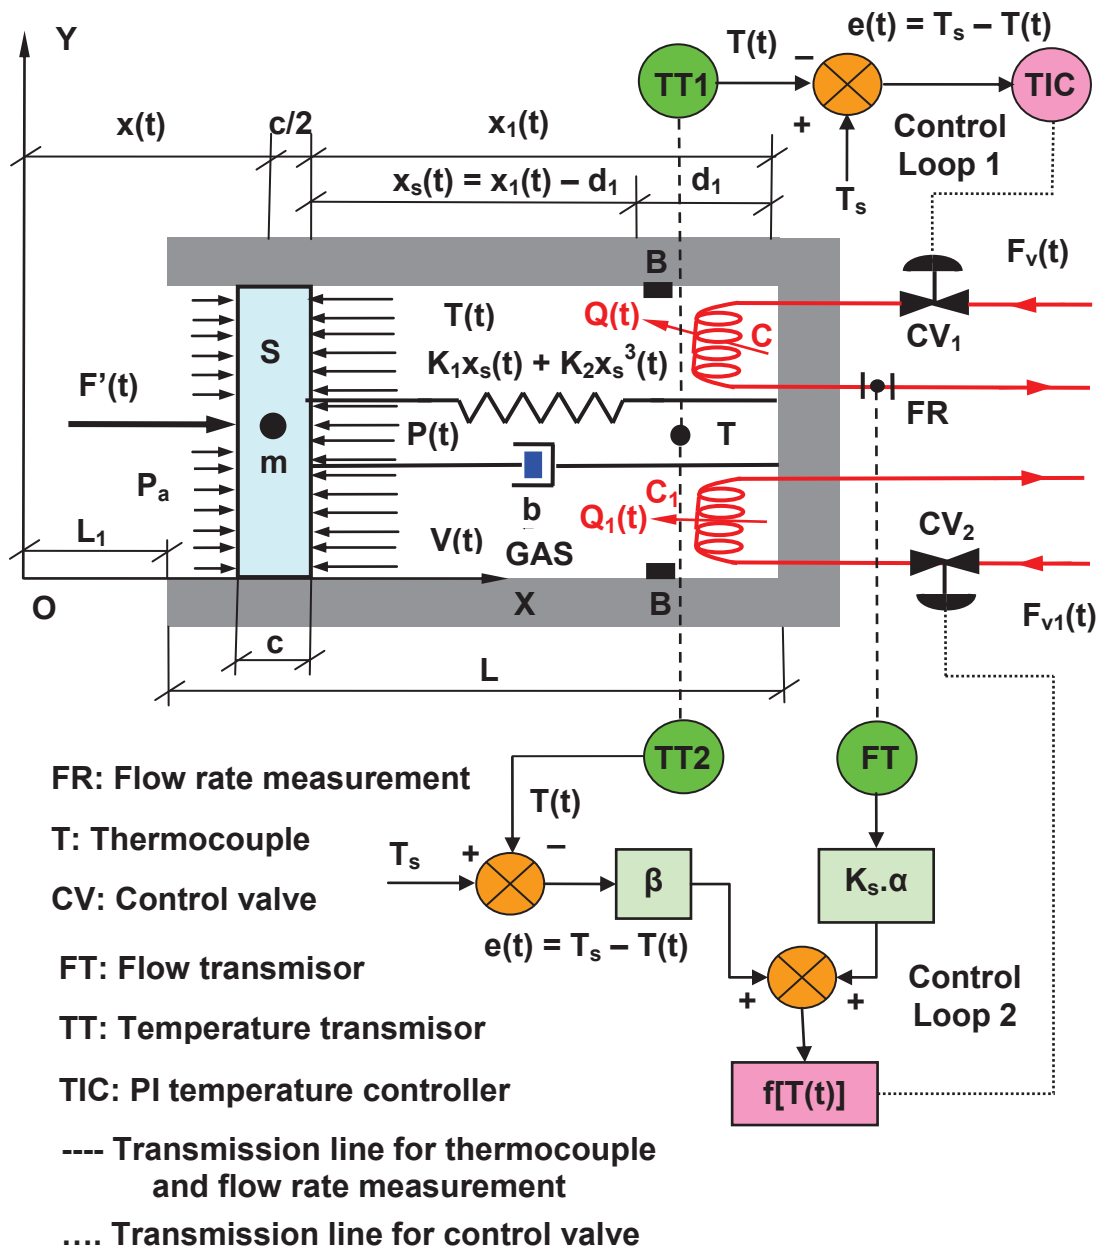 Y
x(t)
c/2
x₁(t)
TT1
T(t)
–
+
Tₛ
e(t) = Tₛ – T(t)
TIC
Control
Loop 1
xₛ(t) = x₁(t) – d₁
d₁
B
Fᵥ(t)
CV₁
T(t)
Q(t)
C
S
K₁xₛ(t) + K₂xₛ³(t)
F'(t)
FR
P(t)
T
m
Pₐ
b
C₁
Q₁(t)
CV₂
L₁
V(t)
GAS
O
X
B
Fᵥ₁(t)
c
L
TT2
FT
FR: Flow rate measurement
T(t)
T: Thermocouple
Tₛ
+
–
β
Kₛ.α
CV: Control valve
e(t) = Tₛ – T(t)
FT: Flow transmisor
+
+
Control
Loop 2
TT: Temperature transmisor
TIC: PI temperature controller
f[T(t)]
---- Transmission line for thermocouple
and flow rate measurement
.... Transmission line for control valve